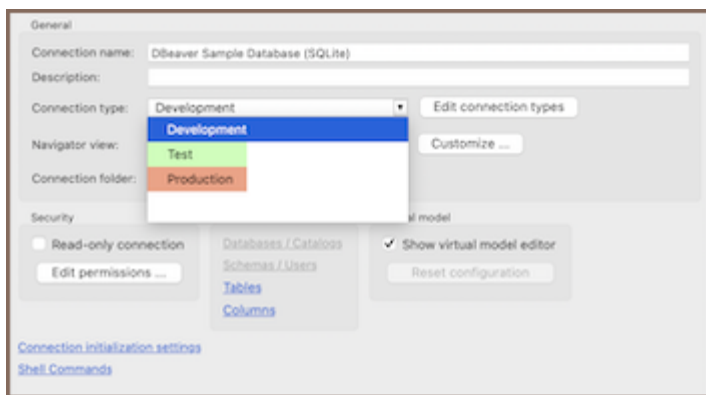 General
Connection name: DBeaver Sample Database (SQLite)
Description:
Connection type: Development Edit connection types
Development
Navigator view: Customize ...
Test
Connection folder: Production
Security al model
Read-only connection Databases / Catalogs Show virtual model editor
Edit permissions ... Schemas / Users Reset configuration
Tables
Columns
Connection initialization settings
Shell Commands